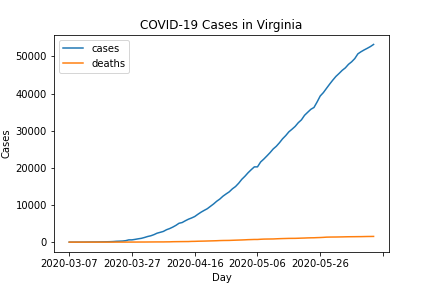 COVID-19 Cases in Virginia
cases
deaths
50000
40000
30000
20000
10000
0
Cases
2020-03-07 2020-03-27 2020-04-16 2020-05-06 2020-05-26
Day